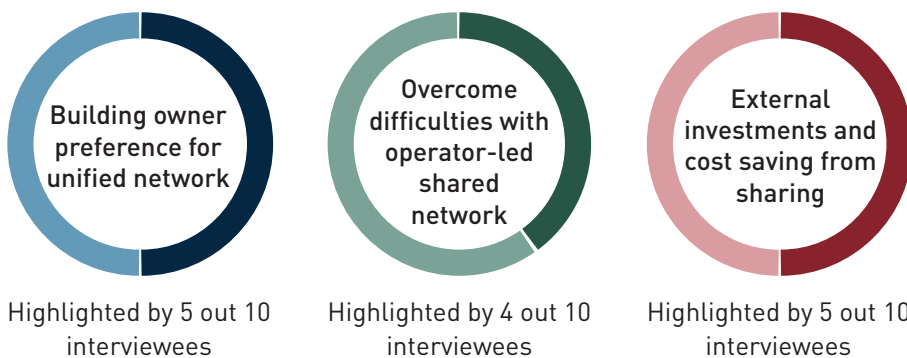 Building owner
preference for
unified network
Highlighted by 5 out 10
interviewees
Overcome
difficulties with
operator-led
shared
network
Highlighted by 4 out 10
interviewees
External
investments and
cost saving from
sharing
Highlighted by 5 out 10
interviewees